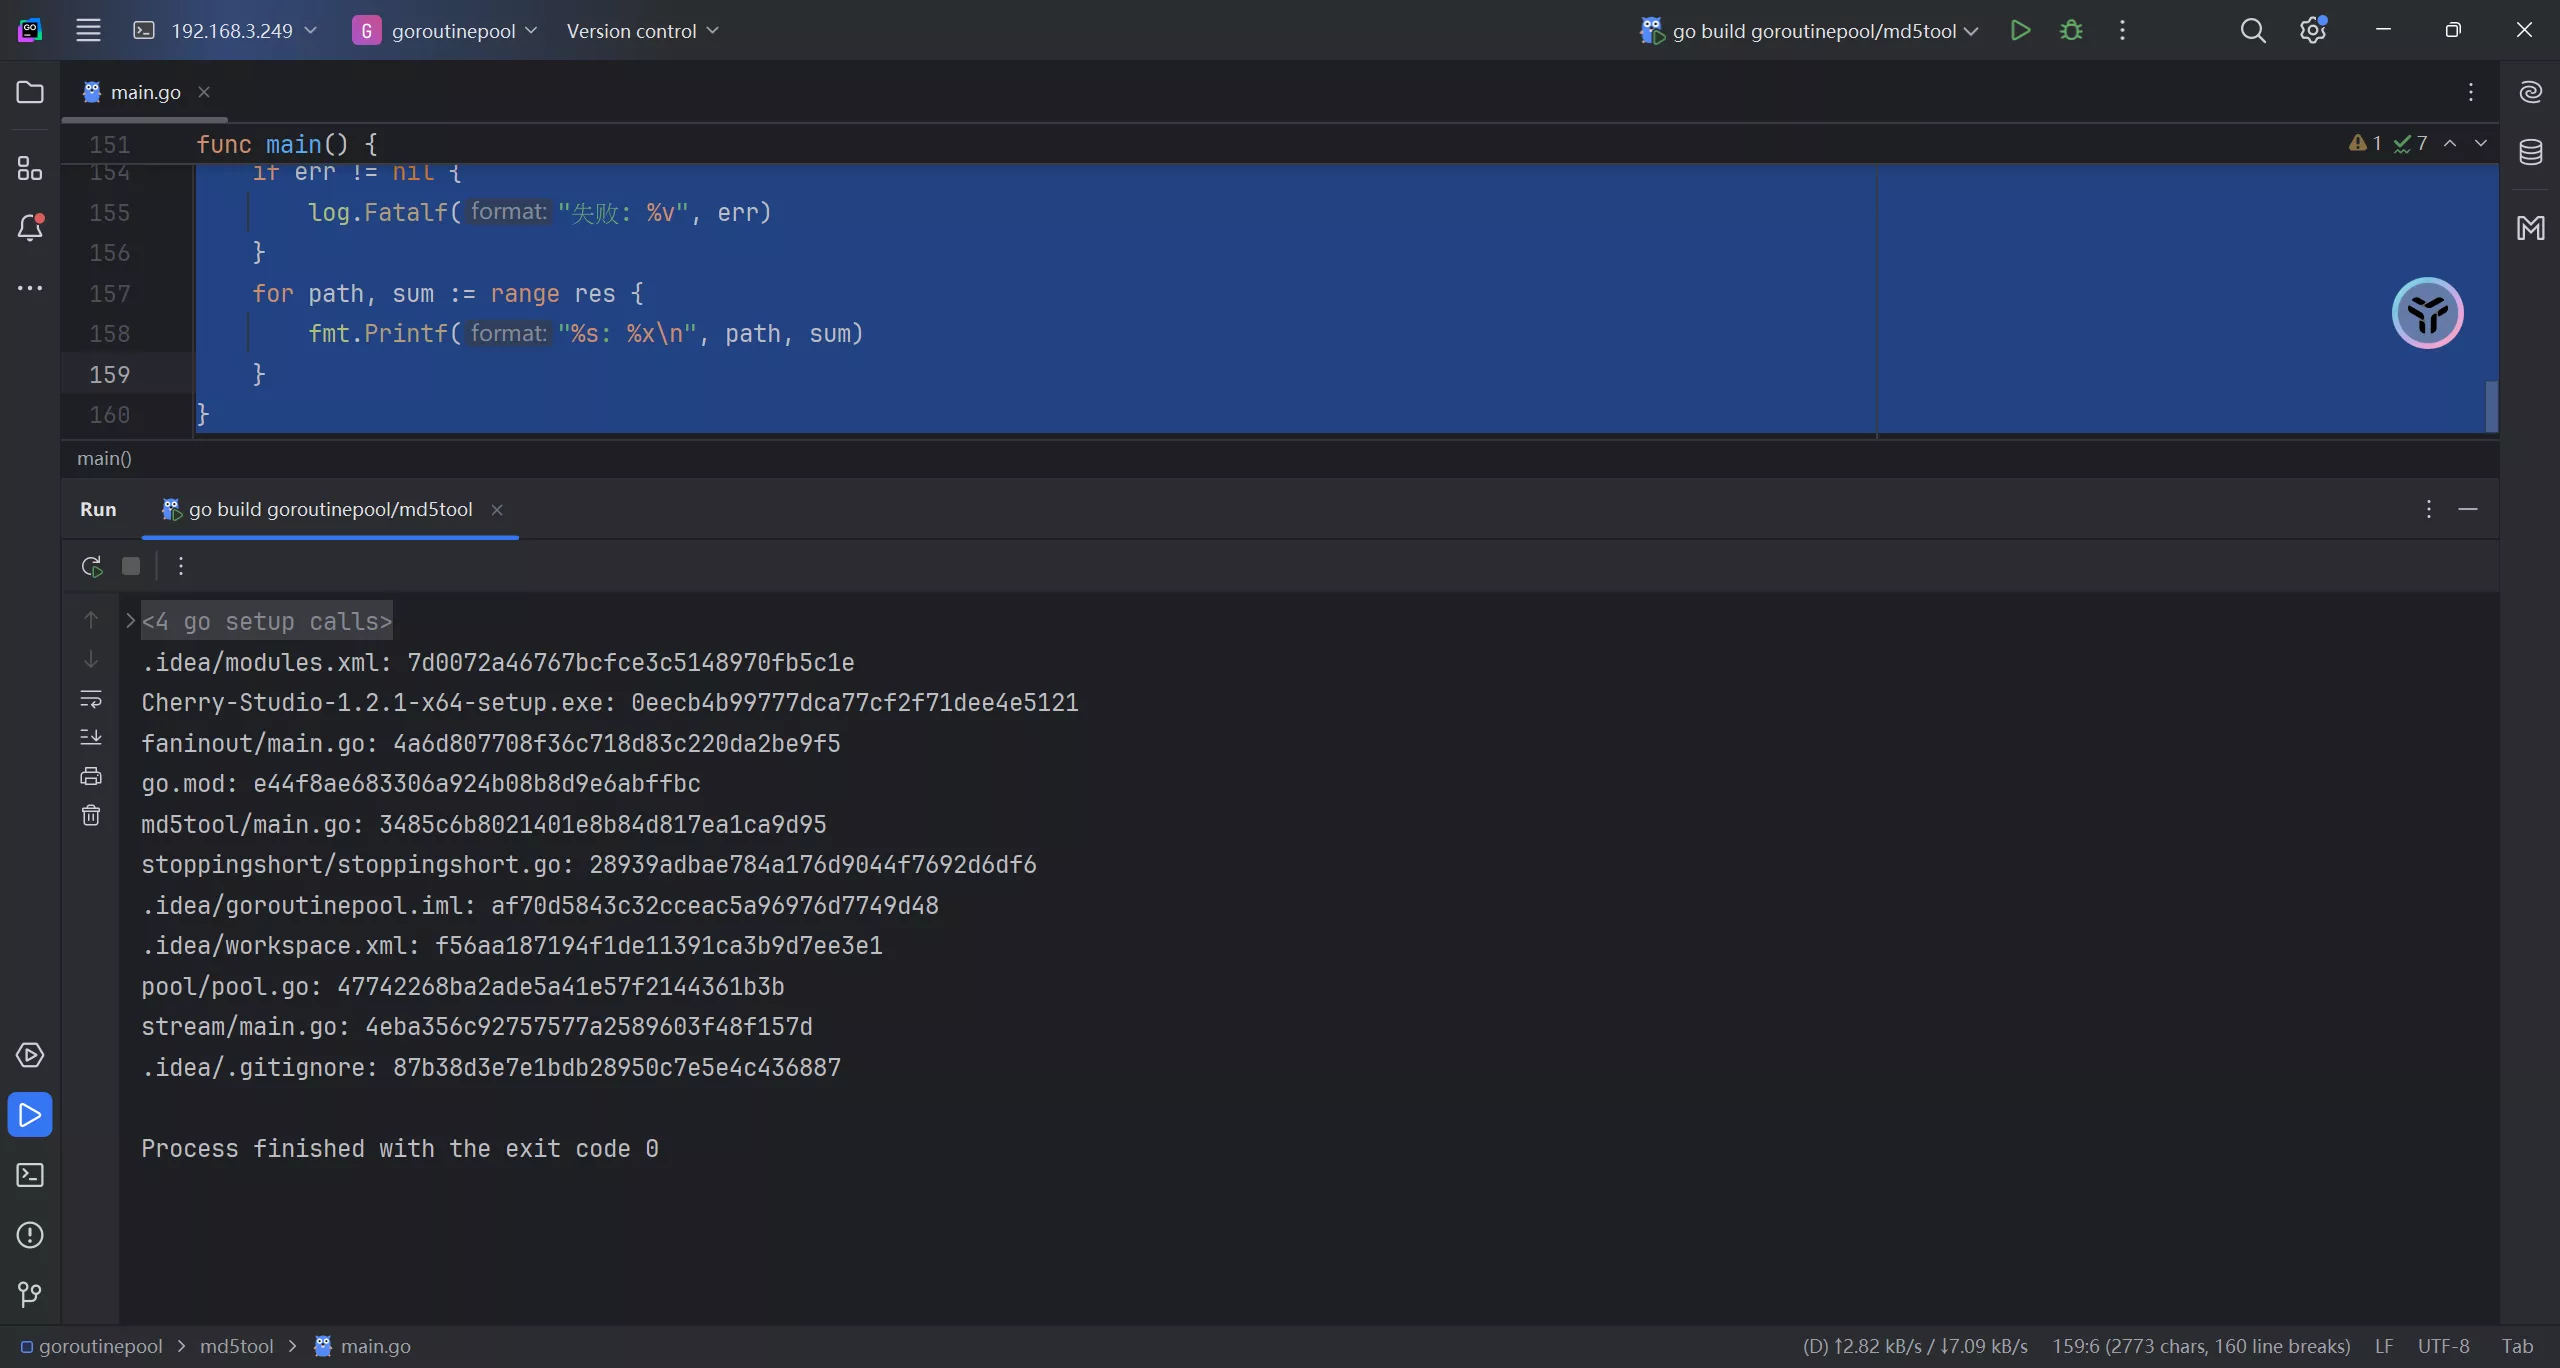 192.168.3.249
G goroutinepool
Version control
go build goroutinepool/md5tool
main.go
151 func main() {
154 if err != nil {
155 log.Fatalf( format: "失败: %v", err)
156 }
157 for path, sum := range res {
158 fmt.Printf( format: "%s: %x\n", path, sum)
159 }
160 }
1 7
main()
Run go build goroutinepool/md5tool
<4 go setup calls>
.idea/modules.xml: 7d0072a46767bcfce3c5148970fb5c1e
Cherry-Studio-1.2.1-x64-setup.exe: 0eecb4b99777dca77cf2f71dee4e5121
faninout/main.go: 4a6d807708f36c718d83c220da2be9f5
go.mod: e44f8ae683306a924b08b8d9e6abffbc
md5tool/main.go: 3485c6b8021401e8b84d817ea1ca9d95
stoppingshort/stoppingshort.go: 28939adbae784a176d9044f7692d6df6
.idea/goroutinepool.iml: af70d5843c32cceac5a96976d7749d48
.idea/workspace.xml: f56aa187194f1de11391ca3b9d7ee3e1
pool/pool.go: 47742268ba2ade5a41e57f2144361b3b
stream/main.go: 4eba356c92757577a2589603f48f157d
.idea/.gitignore: 87b38d3e7e1bdb28950c7e5e4c436887
Process finished with the exit code 0
goroutinepool > md5tool > main.go
(D) ↑2.82 kB/s / ↓7.09 kB/s 159:6 (2773 chars, 160 line breaks) LF UTF-8 Tab